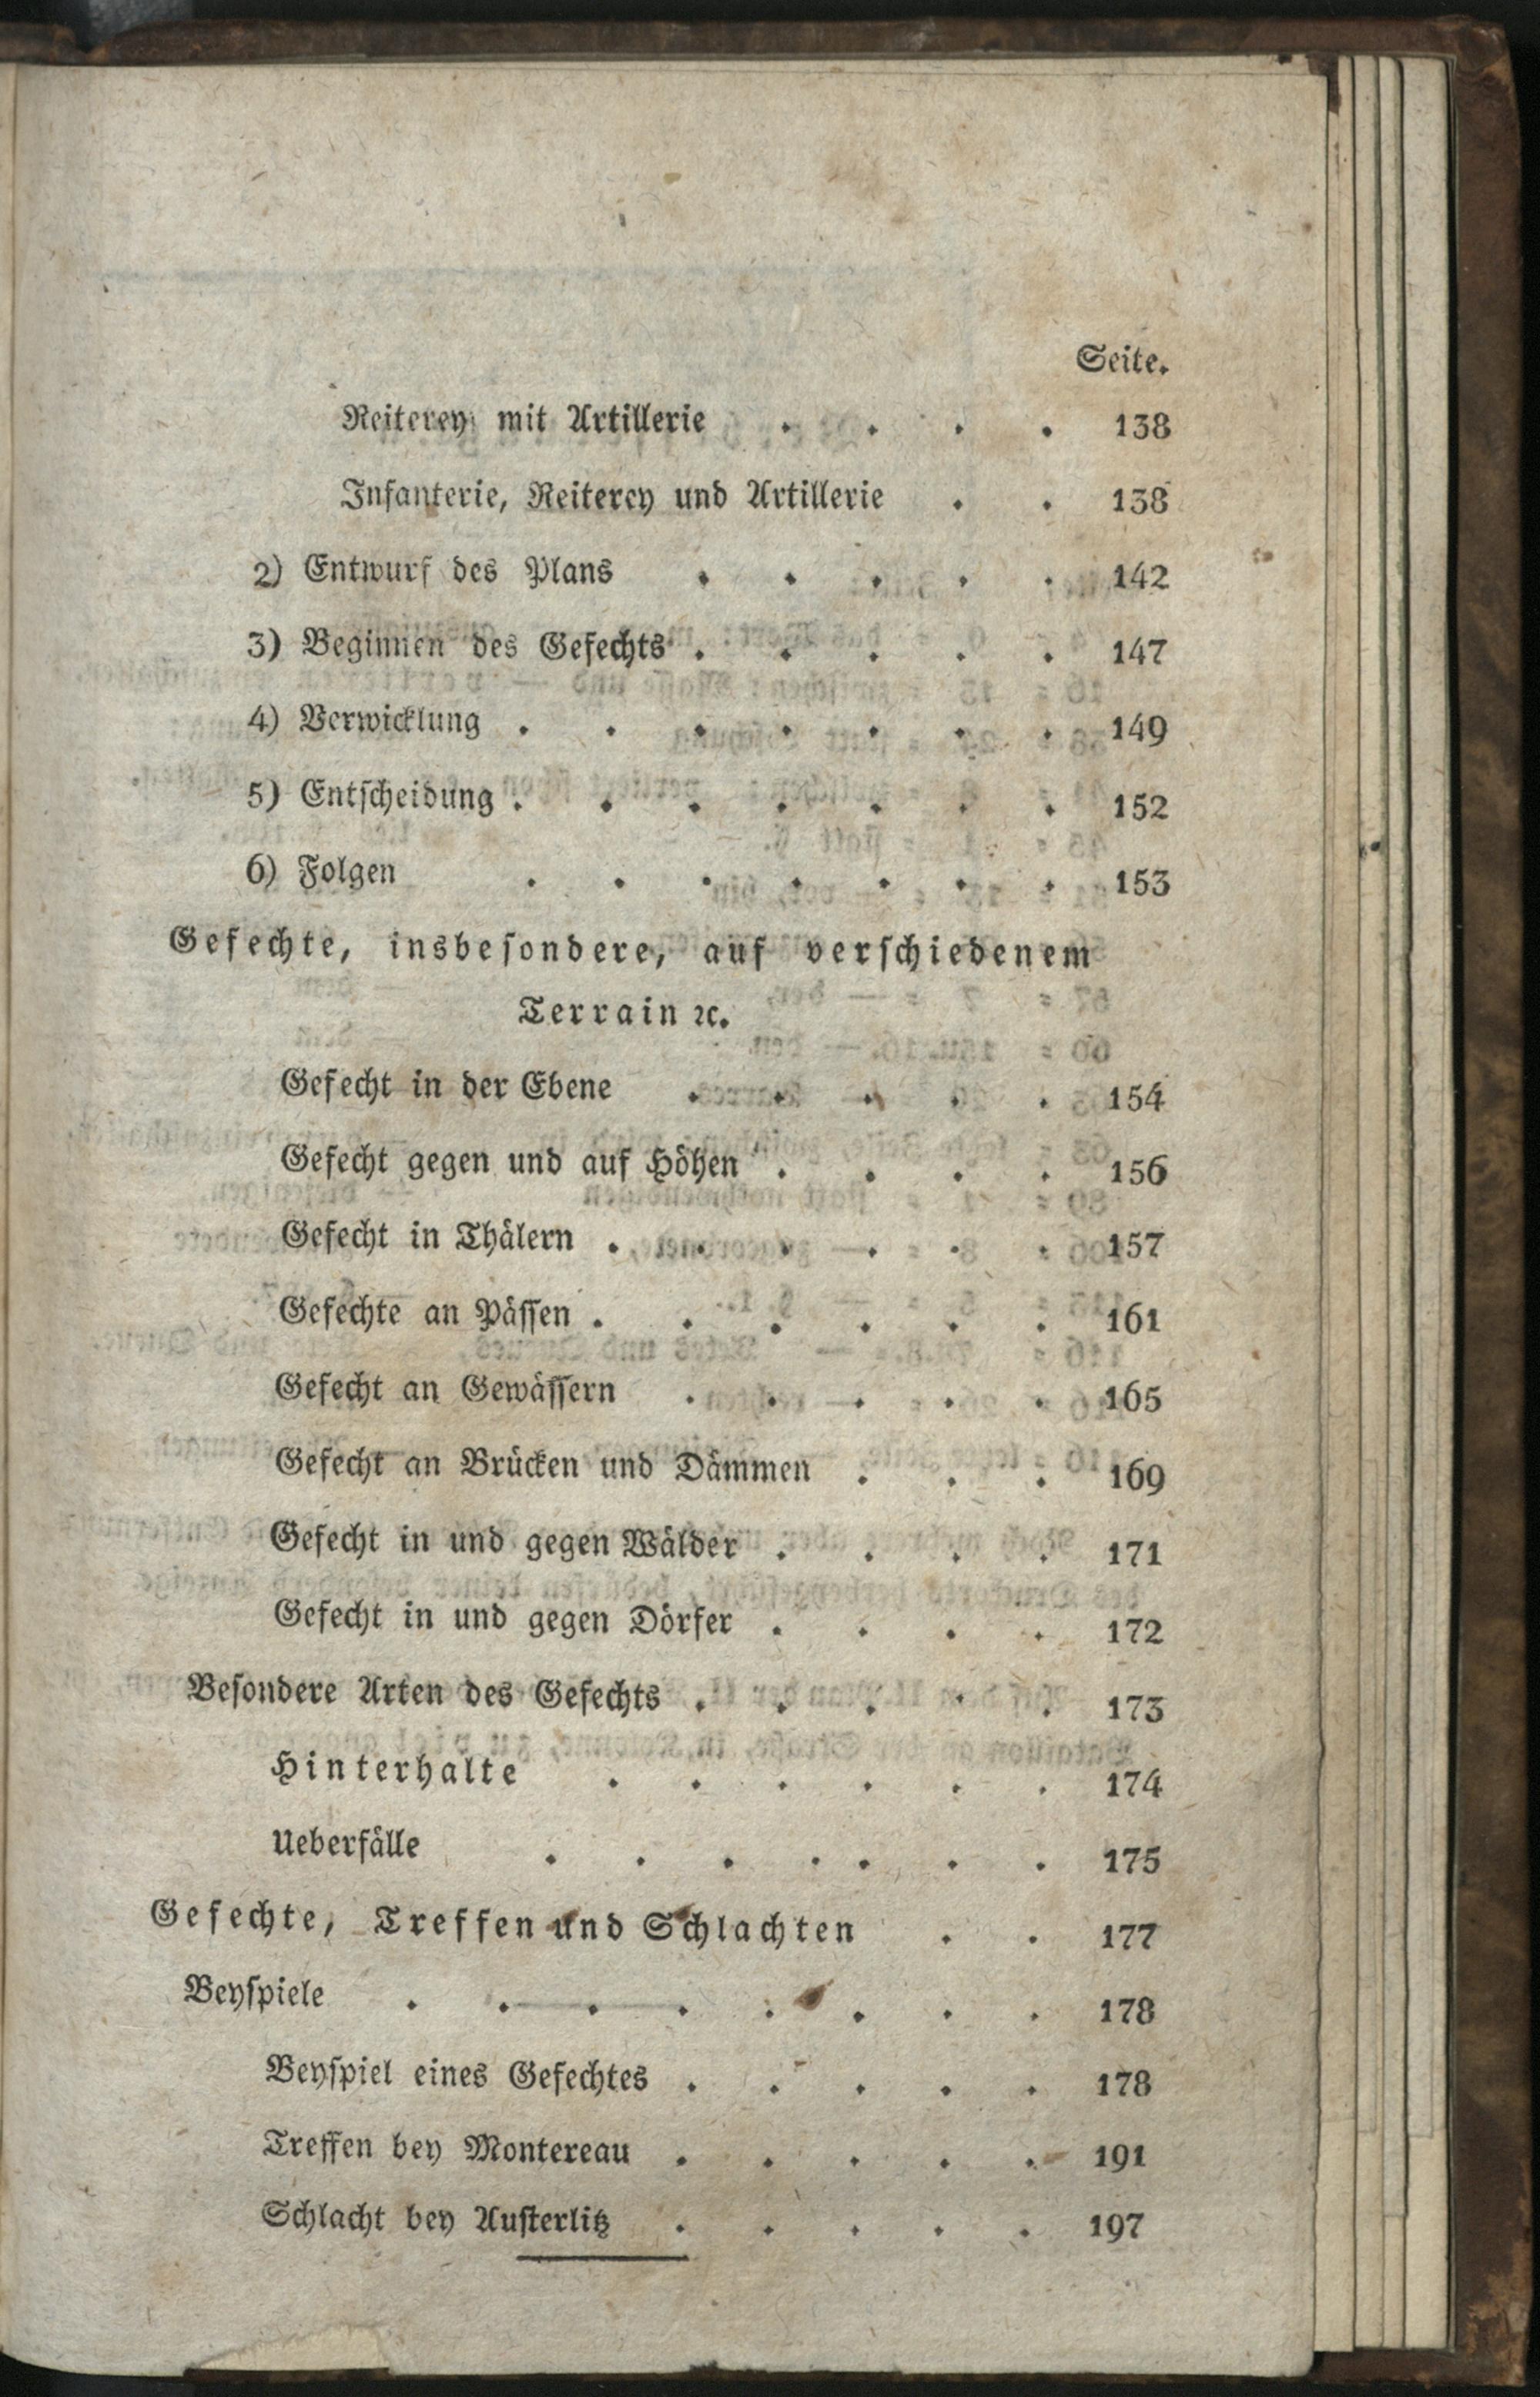 Seite.
Reiterey mit Artillerie . . . . 138
Infanterie, Reiterey und Artillerie . . 138
2) Entwurf des Plans . . . . . 142
3) Beginnen des Gefechts . . . . . 147
4) Verwicklung . . . . . . . 149
5) Entscheidung . . . . . . . 152
6) Folgen . . . . . . . 153
Gefechte, insbesondere, auf verschiedenem
Terrain ꝛc.
Gefecht in der Ebene . . . . . 154
Gefecht gegen und auf Höhen . . . . 156
Gefecht in Thälern . . . . . . 157
Gefechte an Pässen . . . . . . 161
Gefecht an Gewässern . . . . . 165
Gefecht an Brücken und Dämmen . . . 169
Gefecht in und gegen Wälder . . . . 171
Gefecht in und gegen Dörfer . . . . 172
Besondere Arten des Gefechts . . . . . 173
Hinterhalte . . . . . . 174
Ueberfälle . . . . . . . 175
Gefechte, Treffen und Schlachten . . 177
Beyspiele . . . . . . . . 178
Beyspiel eines Gefechtes . . . . . 178
Treffen bey Montereau . . . . . 191
Schlacht bey Austerlitz . . . . . 197